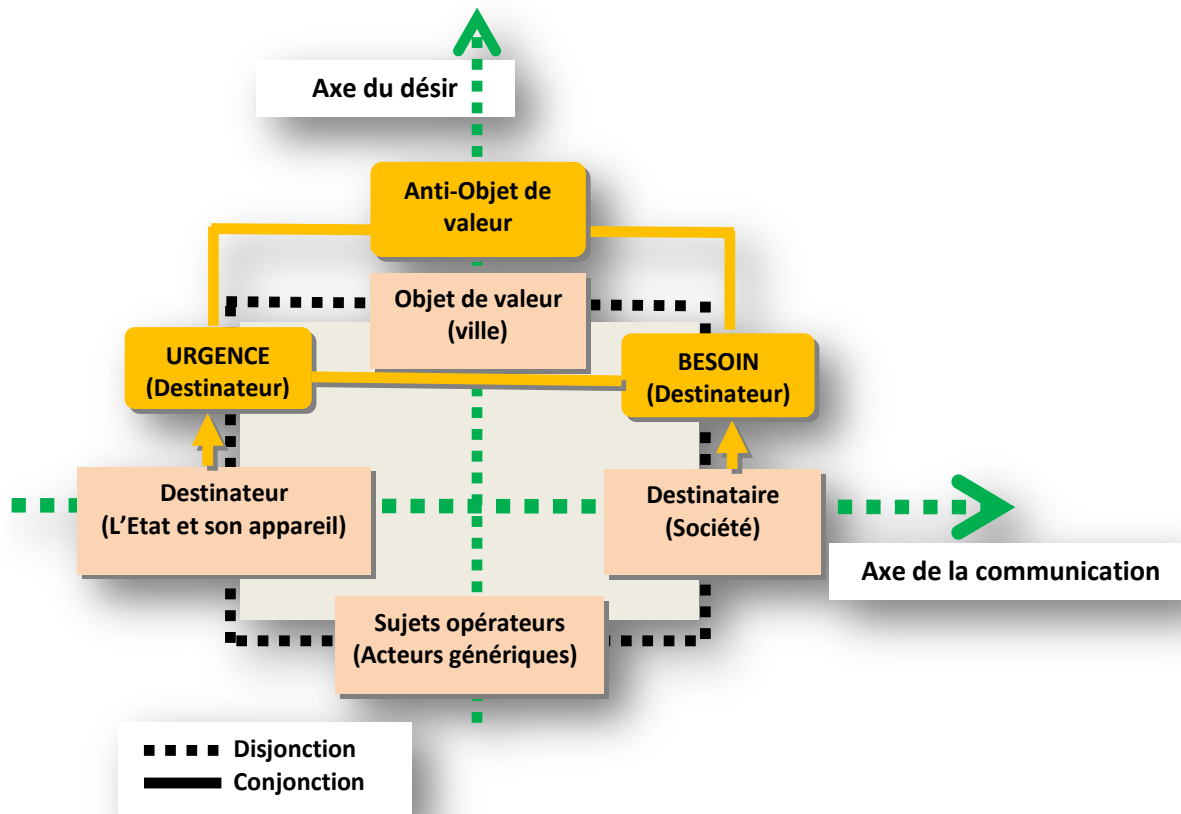 Axe du désir
Anti-Objet de
valeur
Objet de valeur
(ville)
URGENCE
(Destinateur)
BESOIN
(Destinateur)
Destinateur
(L'Etat et son appareil)
Destinataire
(Société)
Axe de la communication
Sujets opérateurs
(Acteurs génériques)
Disjonction
Conjonction